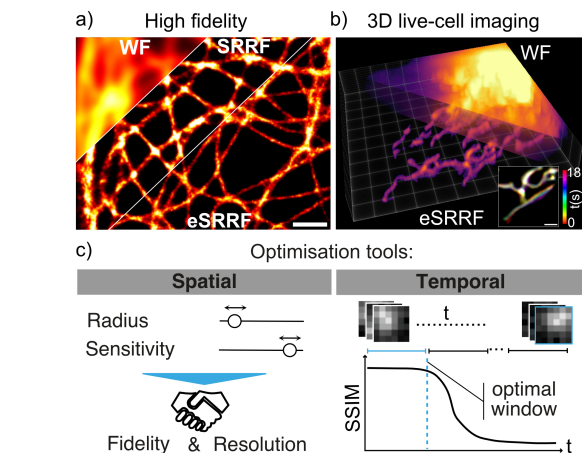 a) High fidelity
WF
SRRF
eSRRF
b) 3D live-cell imaging
WF
eSRRF
18
t(s)
0
c) Optimisation tools:
Spatial
Radius
Sensitivity
Fidelity & Resolution
Temporal
t
SSIM
optimal
window
t